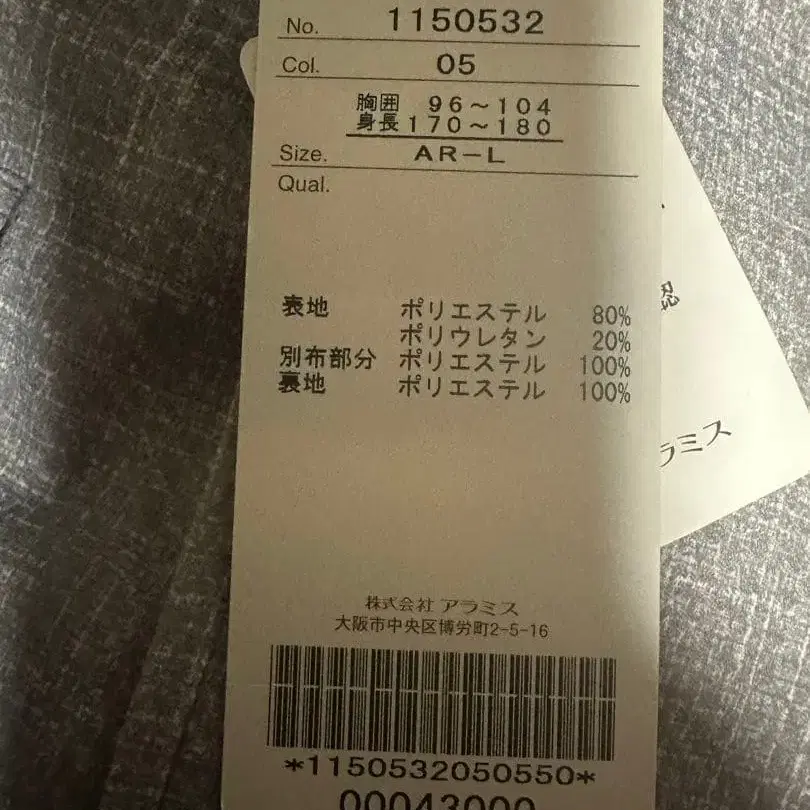 No. 1150532
Col. 05
胸囲 96～104
身長 170～180
Size. AR-L
Qual.
表地 ポリエステル 80%
ポリウレタン 20%
別布部分 ポリエステル 100%
裏地 ポリエステル 100%
株式会社 アラミス
大阪市中央区博労町2-5-16
*1150532050550*
00043000
認
ラミス